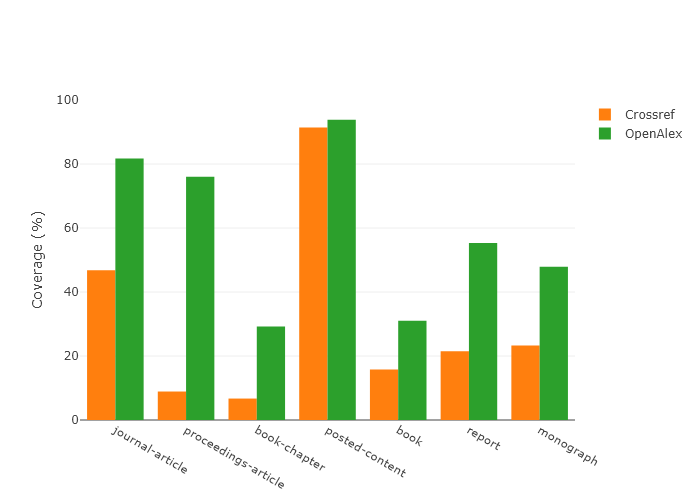 100
80
60
40
20
0
Coverage (%)
journal-article
proceedings-article
book-chapter
posted-content
book
report
monograph
Crossref
OpenAlex